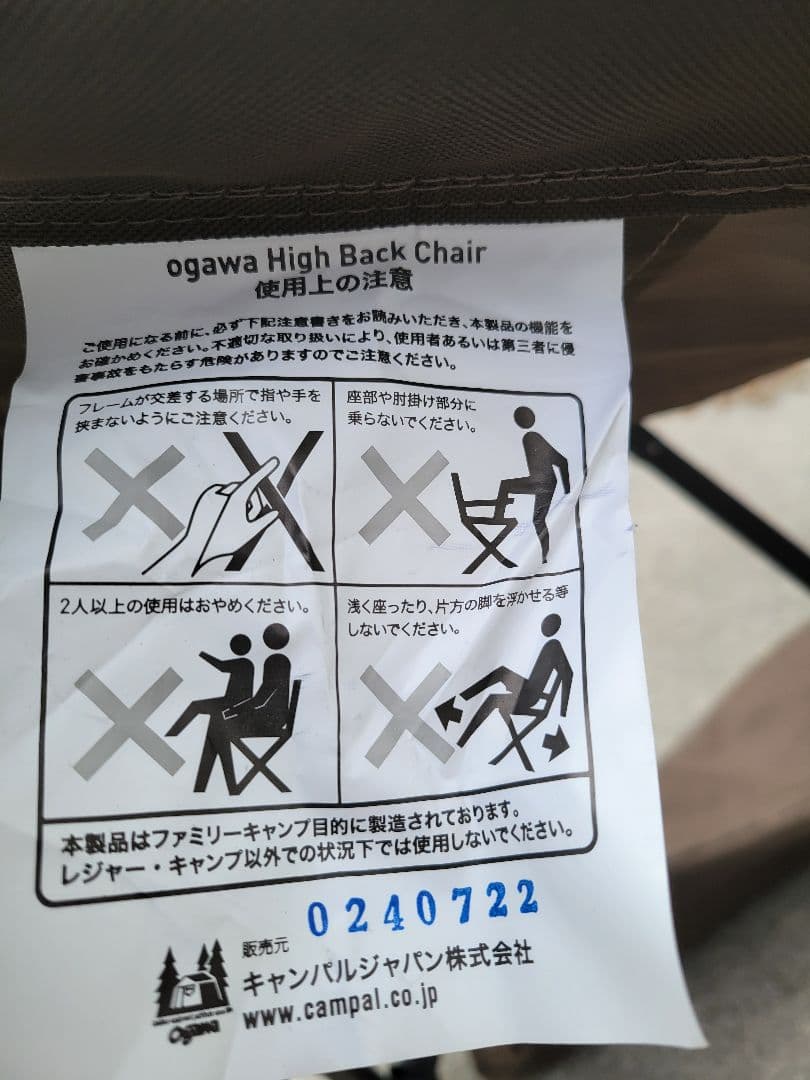 ogawa High Back Chair
使用上の注意
ご使用になる前に、必ず下記注意書きをお読みいただき、本製品の機能を
お確かめください。不適切な取り扱いにより、使用者あるいは第三者に侵
害事故をもたらす危険がありますのでご注意ください。
フレームが交差する場所で指や手を
挟まないようにご注意ください。
座部や肘掛け部分に
乗らないでください。
2人以上の使用はおやめください。
浅く座ったり、片方の脚を浮かせる等
しないでください。
本製品はファミリーキャンプ目的に製造されております。
レジャー・キャンプ以外での状況下では使用しないでください。
0240722
販売元
キャンパルジャパン株式会社
www.campal.co.jp
Ogawa